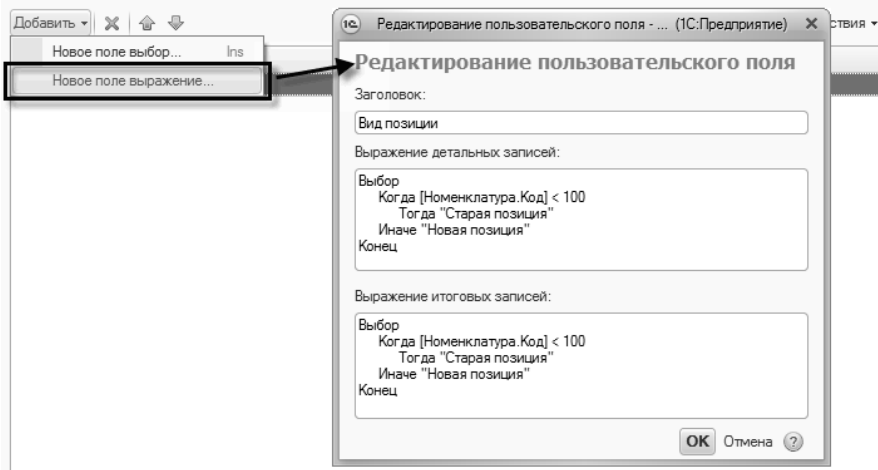 Добавить
Новое поле выбор... Ins
Новое поле выражение...
1С Редактирование пользовательского поля - ... (1С:Предприятие)
ствия
Редактирование пользовательского поля
Заголовок:
Вид позиции
Выражение детальных записей:
Выбор
Когда [Номенклатура.Код] < 100
Тогда "Старая позиция"
Иначе "Новая позиция"
Конец
Выражение итоговых записей:
Выбор
Когда [Номенклатура.Код] < 100
Тогда "Старая позиция"
Иначе "Новая позиция"
Конец
ОК Отмена ?